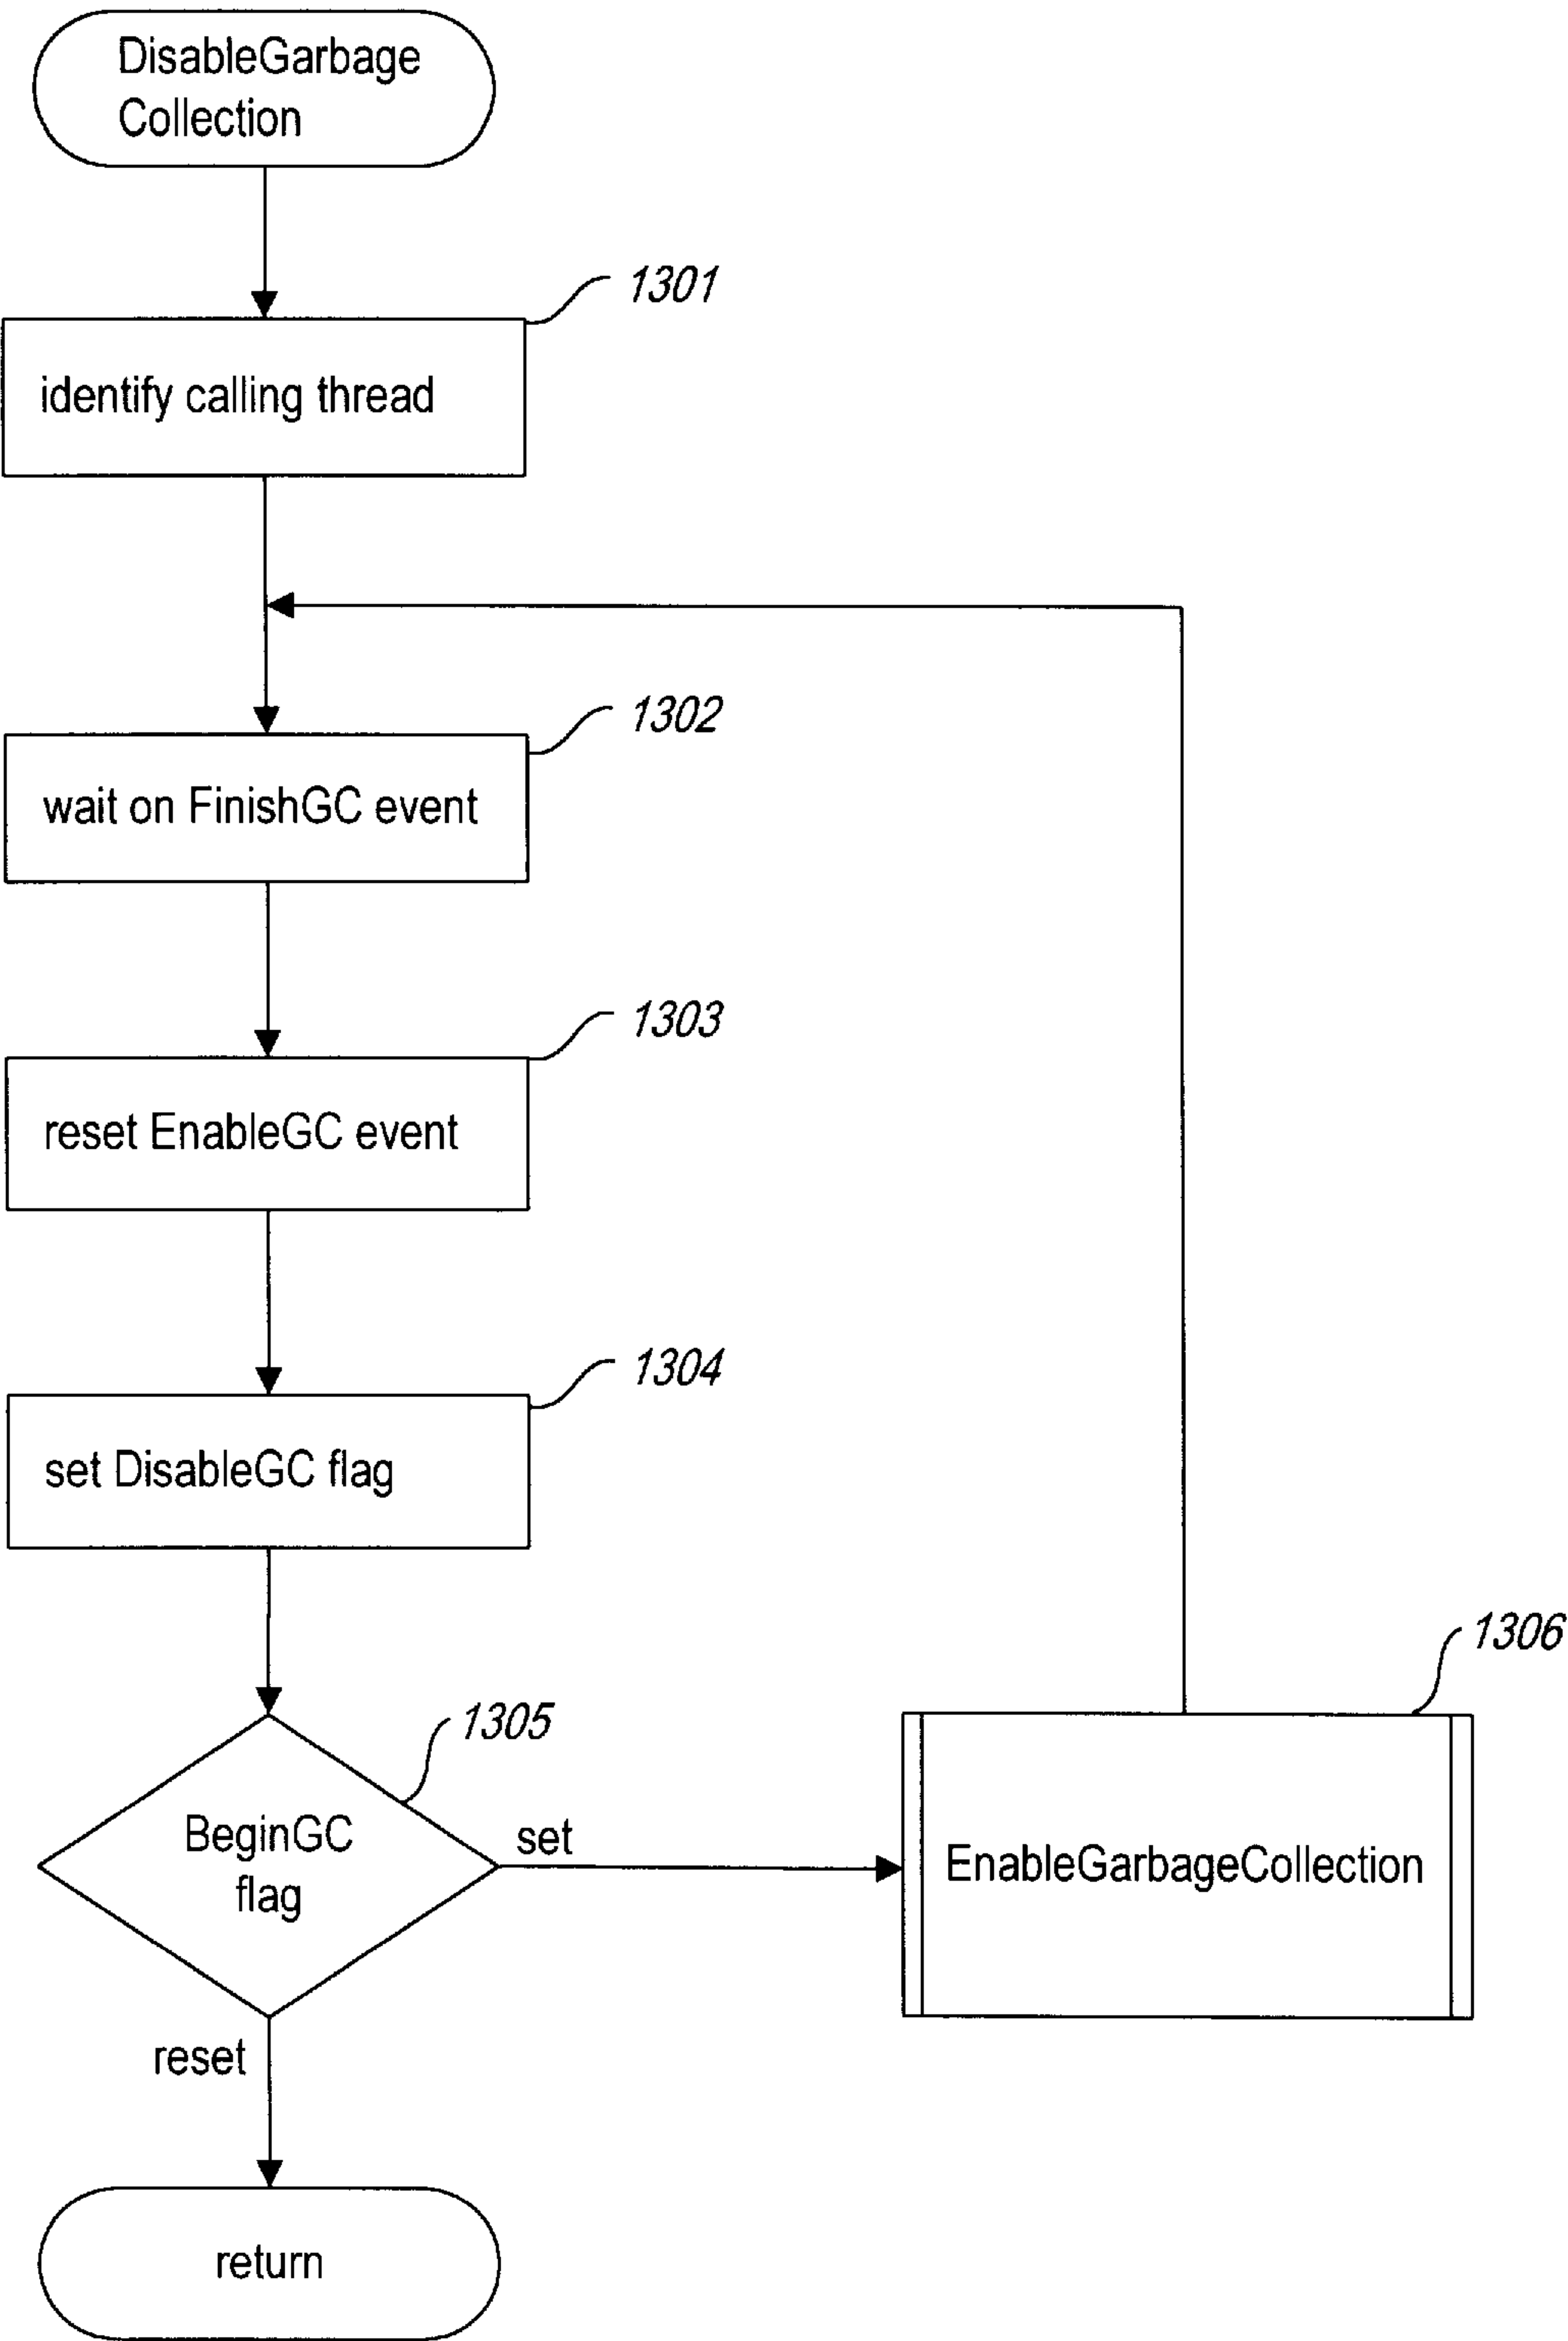 DisableGarbage
Collection
1301
identify calling thread
1302
wait on FinishGC event
1303
reset EnableGC event
1304
set DisableGC flag
1305
BeginGC
flag
set
1306
EnableGarbageCollection
reset
return